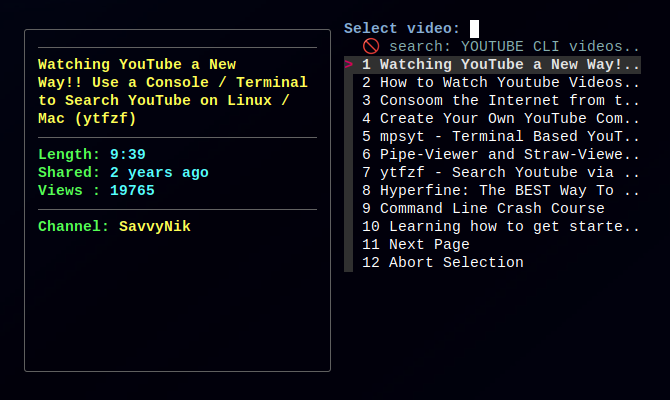 Watching YouTube a New
Way!! Use a Console / Terminal
to Search YouTube on Linux /
Mac (ytfzf)
Length: 9:39
Shared: 2 years ago
Views : 19765
Channel: SavvyNik
Select video:
🚫 search: YOUTUBE CLI videos..
> 1 Watching YouTube a New Way!..
2 How to Watch Youtube Videos..
3 Consoom the Internet from t..
4 Create Your Own YouTube Com..
5 mpsyt - Terminal Based YouT..
6 Pipe-Viewer and Straw-Viewe..
7 ytfzf - Search Youtube via ..
8 Hyperfine: The BEST Way To ..
9 Command Line Crash Course
10 Learning how to get starte..
11 Next Page
12 Abort Selection